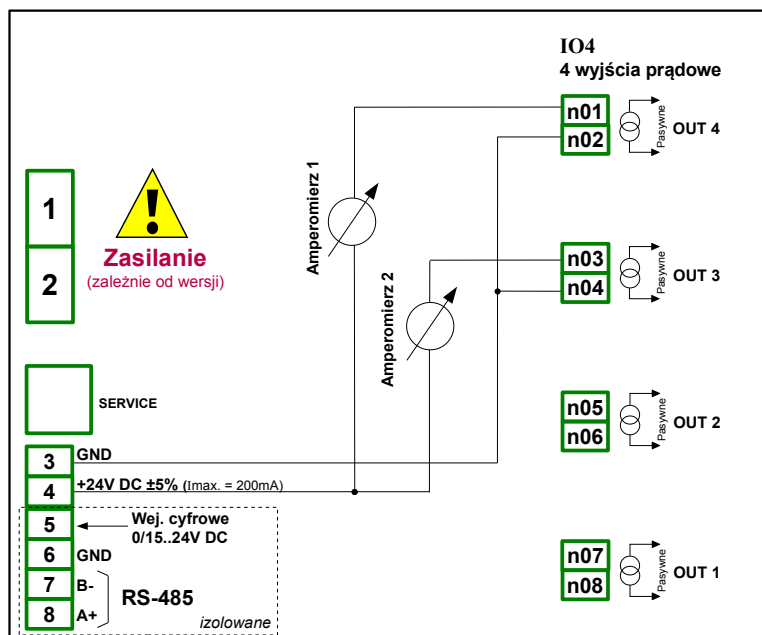 IO4
4 wyjścia prądowe
n01
n02
Pasywne
OUT 4
Amperomierz 1
1
2
Zasilanie
(zależnie od wersji)
n03
n04
Pasywne
OUT 3
Amperomierz 2
SERVICE
n05
n06
Pasywne
OUT 2
3 GND
4 +24V DC ±5% (Imax. = 200mA)
5 Wej. cyfrowe
0/15..24V DC
6 GND
7 B-
8 A+
RS-485
izolowane
n07
n08
Pasywne
OUT 1